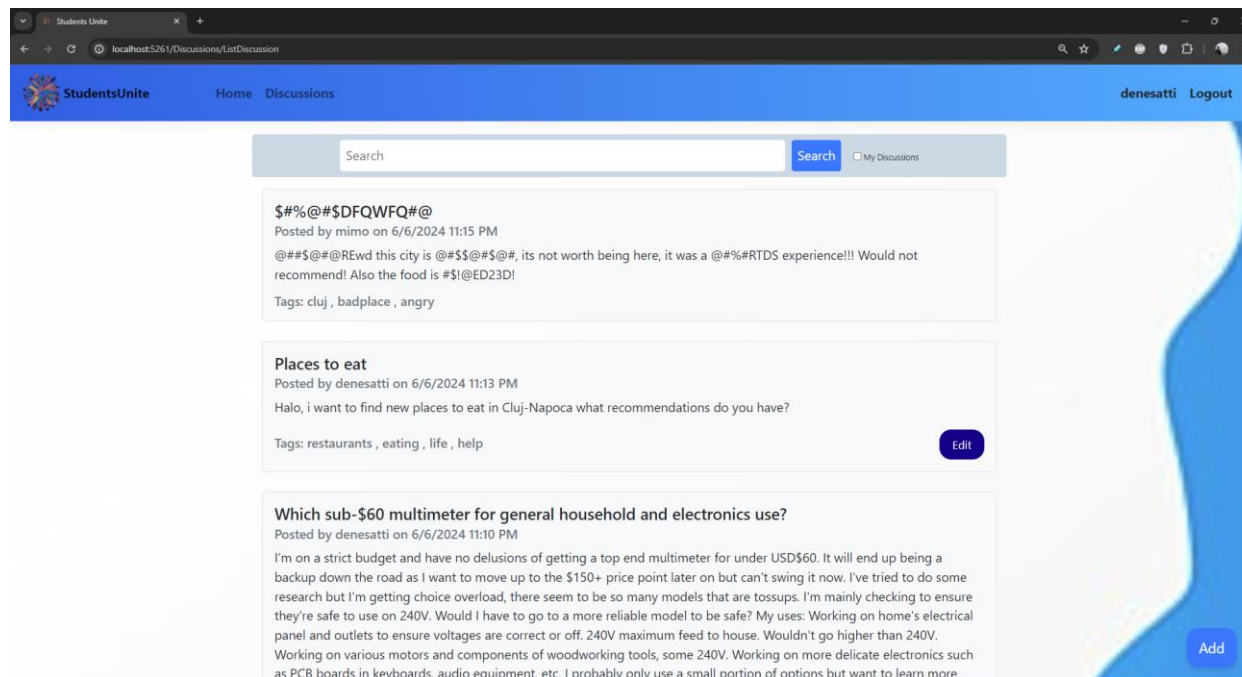 Students Unite
localhost:5261/Discussions/ListDiscussion
StudentsUnite Home Discussions denesatti Logout
Search Search My Discussions
$#%@#$DFQWFQ#@
Posted by mimo on 6/6/2024 11:15 PM
@##$@#@REwd this city is @#$$@#$@#, its not worth being here, it was a @#%#RTDS experience!!! Would not
recommend! Also the food is #$!@ED23D!
Tags: cluj , badplace , angry
Places to eat
Posted by denesatti on 6/6/2024 11:13 PM
Halo, i want to find new places to eat in Cluj-Napoca what recommendations do you have?
Tags: restaurants , eating , life , help
Edit
Which sub-$60 multimeter for general household and electronics use?
Posted by denesatti on 6/6/2024 11:10 PM
I'm on a strict budget and have no delusions of getting a top end multimeter for under USD$60. It will end up being a
backup down the road as I want to move up to the $150+ price point later on but can't swing it now. I've tried to do some
research but I'm getting choice overload, there seem to be so many models that are tossups. I'm mainly checking to ensure
they're safe to use on 240V. Would I have to go to a more reliable model to be safe? My uses: Working on home's electrical
panel and outlets to ensure voltages are correct or off. 240V maximum feed to house. Wouldn't go higher than 240V.
Working on various motors and components of woodworking tools, some 240V. Working on more delicate electronics such
as PCB boards in keyboards, audio equipment, etc. I probably only use a small portion of options but want to learn more
Add